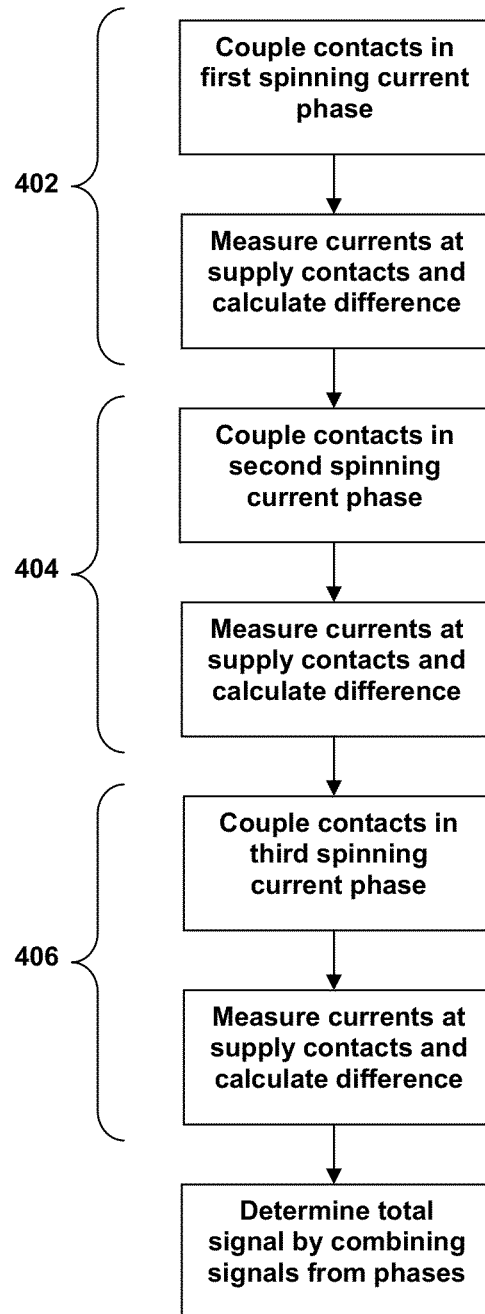 402
Couple contacts in
first spinning current
phase
Measure currents at
supply contacts and
calculate difference
404
Couple contacts in
second spinning
current phase
Measure currents at
supply contacts and
calculate difference
406
Couple contacts in
third spinning
current phase
Measure currents at
supply contacts and
calculate difference
Determine total
signal by combining
signals from phases